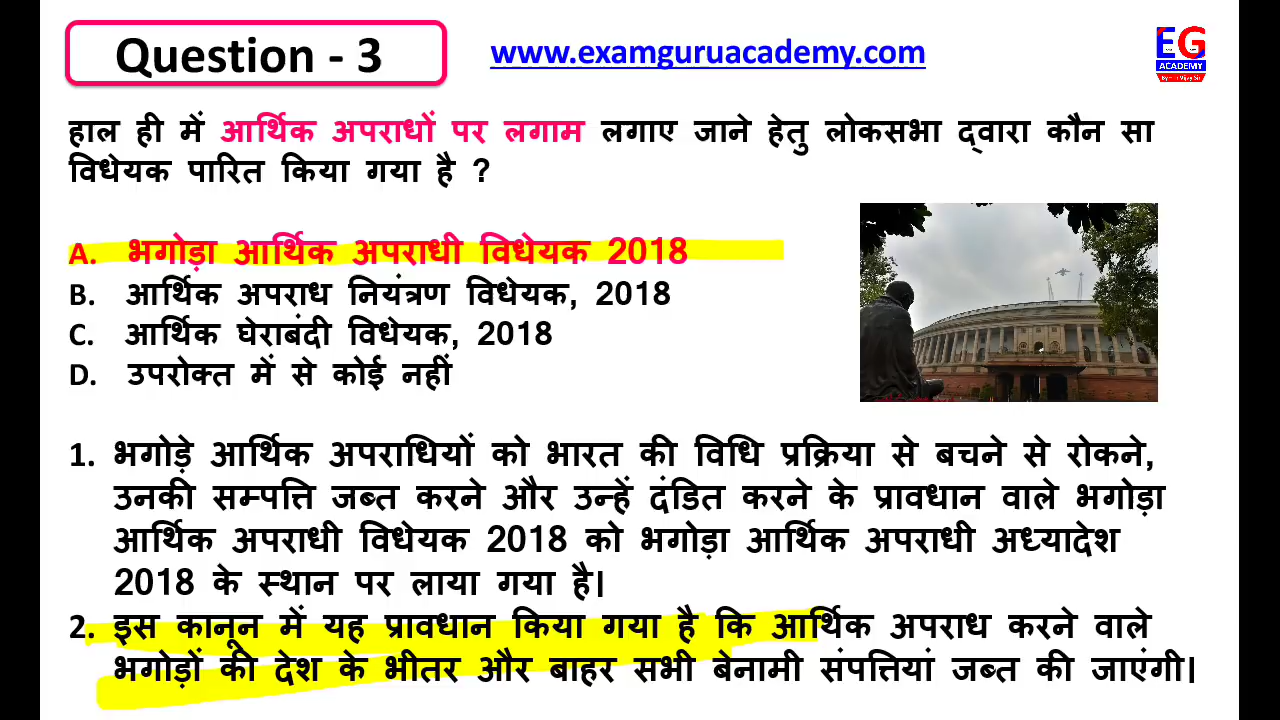 Question - 3
www.examguruacademy.com
EG
ACADEMY
हाल ही में आर्थिक अपराधों पर लगाम लगाए जाने हेतु लोकसभा द्वारा कौन सा
विधेयक पारित किया गया है ?
A. भगोड़ा आर्थिक अपराधी विधेयक 2018
B. आर्थिक अपराध नियंत्रण विधेयक, 2018
C. आर्थिक घेराबंदी विधेयक, 2018
D. उपरोक्त में से कोई नहीं
1. भगोड़े आर्थिक अपराधियों को भारत की विधि प्रक्रिया से बचने से रोकने,
उनकी सम्पत्ति जब्त करने और उन्हें दंडित करने के प्रावधान वाले भगोड़ा
आर्थिक अपराधी विधेयक 2018 को भगोड़ा आर्थिक अपराधी अध्यादेश
2018 के स्थान पर लाया गया है।
2. इस कानून में यह प्रावधान किया गया है कि आर्थिक अपराध करने वाले
भगोड़ों की देश के भीतर और बाहर सभी बेनामी संपत्तियां जब्त की जाएंगी।